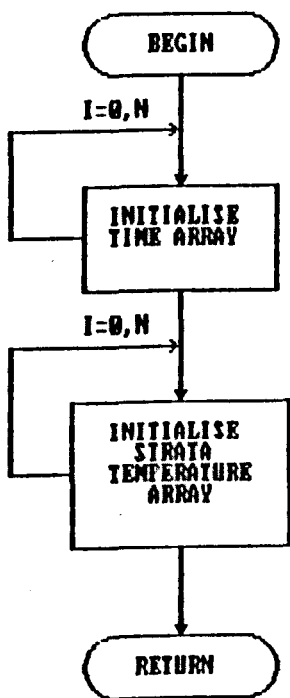 BEGIN
I=0,N
INITIALISE
TIME ARRAY
I=0,N
INITIALISE
STRATA
TEMPERATURE
ARRAY
RETURN